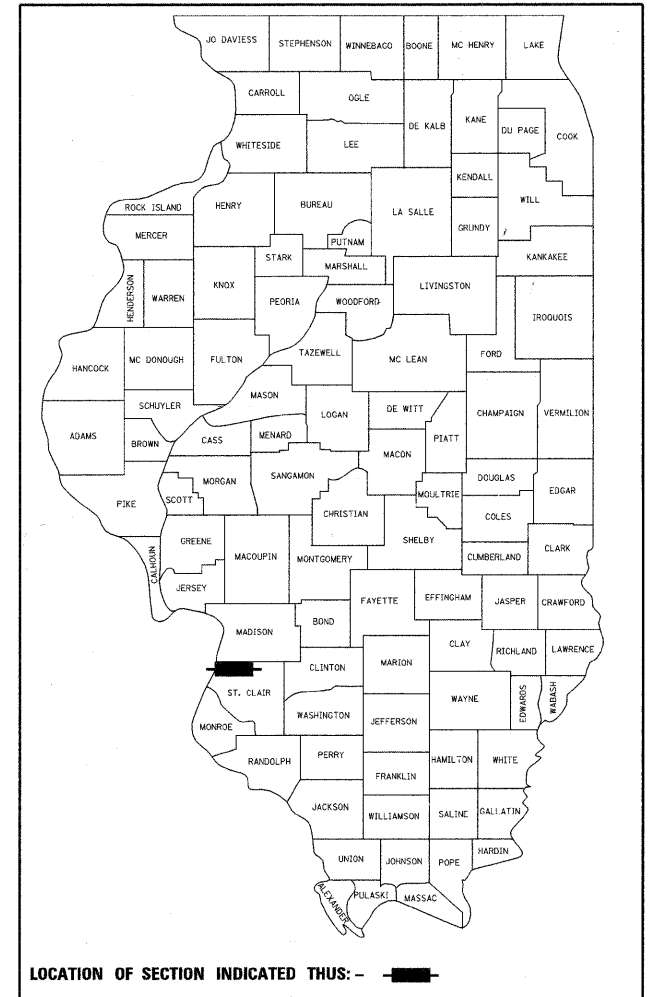 JO DAVIESS STEPHENSON WINNEBAGO BOONE MC HENRY LAKE
CARROLL OGLE DE KALB KANE DU PAGE COOK
WHITESIDE LEE
KENDALL WILL
ROCK ISLAND HENRY BUREAU LA SALLE GRUNDY
MERCER PUTNAM
STARK MARSHALL KANKAKEE
HENDERSON WARREN KNOX PEORIA WOODFORD LIVINGSTON IROQUOIS
HANCOCK MC DONOUGH FULTON TAZEWELL MC LEAN FORD
MASON
SCHUYLER LOGAN DE WITT CHAMPAIGN VERMILION
ADAMS BROWN CASS MENARD PIATT
MACON
MORGAN SANGAMON DOUGLAS
PIKE SCOTT MOULTRIE EDGAR
CHRISTIAN COLES
GREENE SHELBY
CALHOUN MACOUPIN MONTGOMERY CUMBERLAND CLARK
JERSEY FAYETTE EFFINGHAM JASPER CRAWFORD
MADISON BOND
CLAY RICHLAND LAWRENCE
CLINTON MARION
ST. CLAIR WAYNE EDWARDS WABASH
WASHINGTON JEFFERSON
MONROE
RANDOLPH PERRY HAMILTON WHITE
FRANKLIN
JACKSON WILLIAMSON SALINE GALLATIN
HARDIN
UNION JOHNSON POPE
ALEXANDER PULASKI MASSAC
LOCATION OF SECTION INDICATED THUS: –